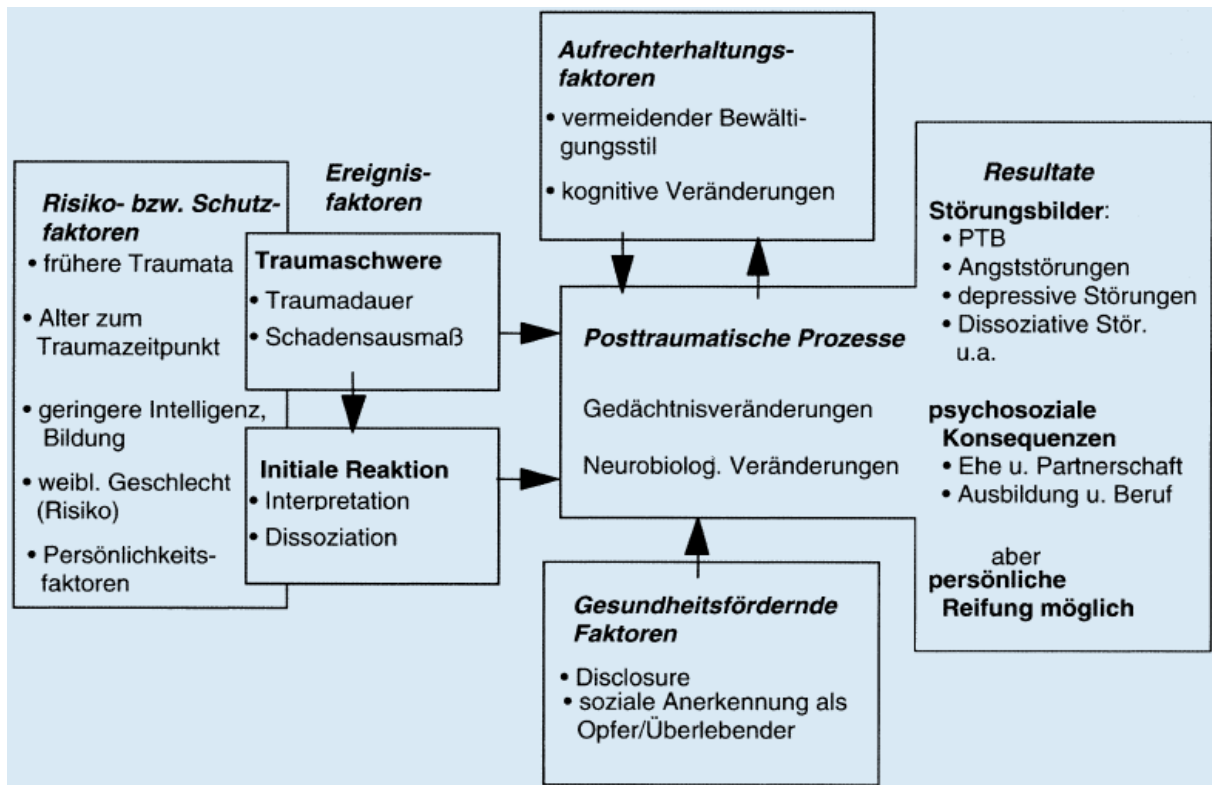 Risiko- bzw. Schutz-
faktoren
• frühere Traumata
• Alter zum
Traumazeitpunkt
• geringere Intelligenz,
Bildung
• weibl. Geschlecht
(Risiko)
• Persönlichkeits-
faktoren
Ereignis-
faktoren
Traumaschwere
• Traumadauer
• Schadensausmaß
Initiale Reaktion
• Interpretation
• Dissoziation
Aufrechterhaltungs-
faktoren
• vermeidender Bewälti-
gungsstil
• kognitive Veränderungen
Posttraumatische Prozesse
Gedächtnisveränderungen
Neurobiolog. Veränderungen
Gesundheitsfördernde
Faktoren
• Disclosure
• soziale Anerkennung als
Opfer/Überlebender
Resultate
Störungsbilder:
• PTB
• Angststörungen
• depressive Störungen
• Dissoziative Stör.
u.a.
psychosoziale
Konsequenzen
• Ehe u. Partnerschaft
• Ausbildung u. Beruf
aber
persönliche
Reifung möglich